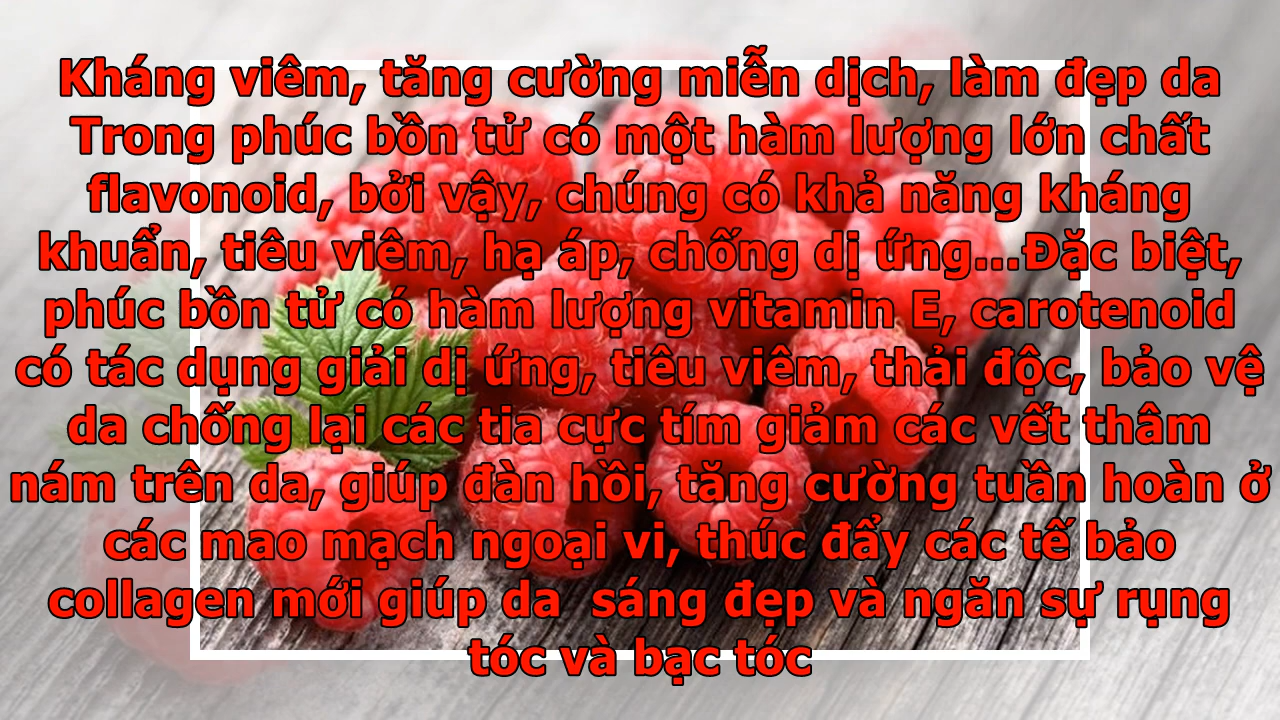 Kháng viêm, tăng cường miễn dịch, làm đẹp da
Trong phúc bồn tử có một hàm lượng lớn chất
flavonoid, bởi vậy, chúng có khả năng kháng
khuẩn, tiêu viêm, hạ áp, chống dị ứng...Đặc biệt,
phúc bồn tử có hàm lượng vitamin E, carotenoid
có tác dụng giải dị ứng, tiêu viêm, thải độc, bảo vệ
da chống lại các tia cực tím giảm các vết thâm
nám trên da, giúp đàn hồi, tăng cường tuần hoàn ở
các mao mạch ngoại vi, thúc đẩy các tế bảo
collagen mới giúp da  sáng đẹp và ngăn sự rụng
tóc và bạc tóc